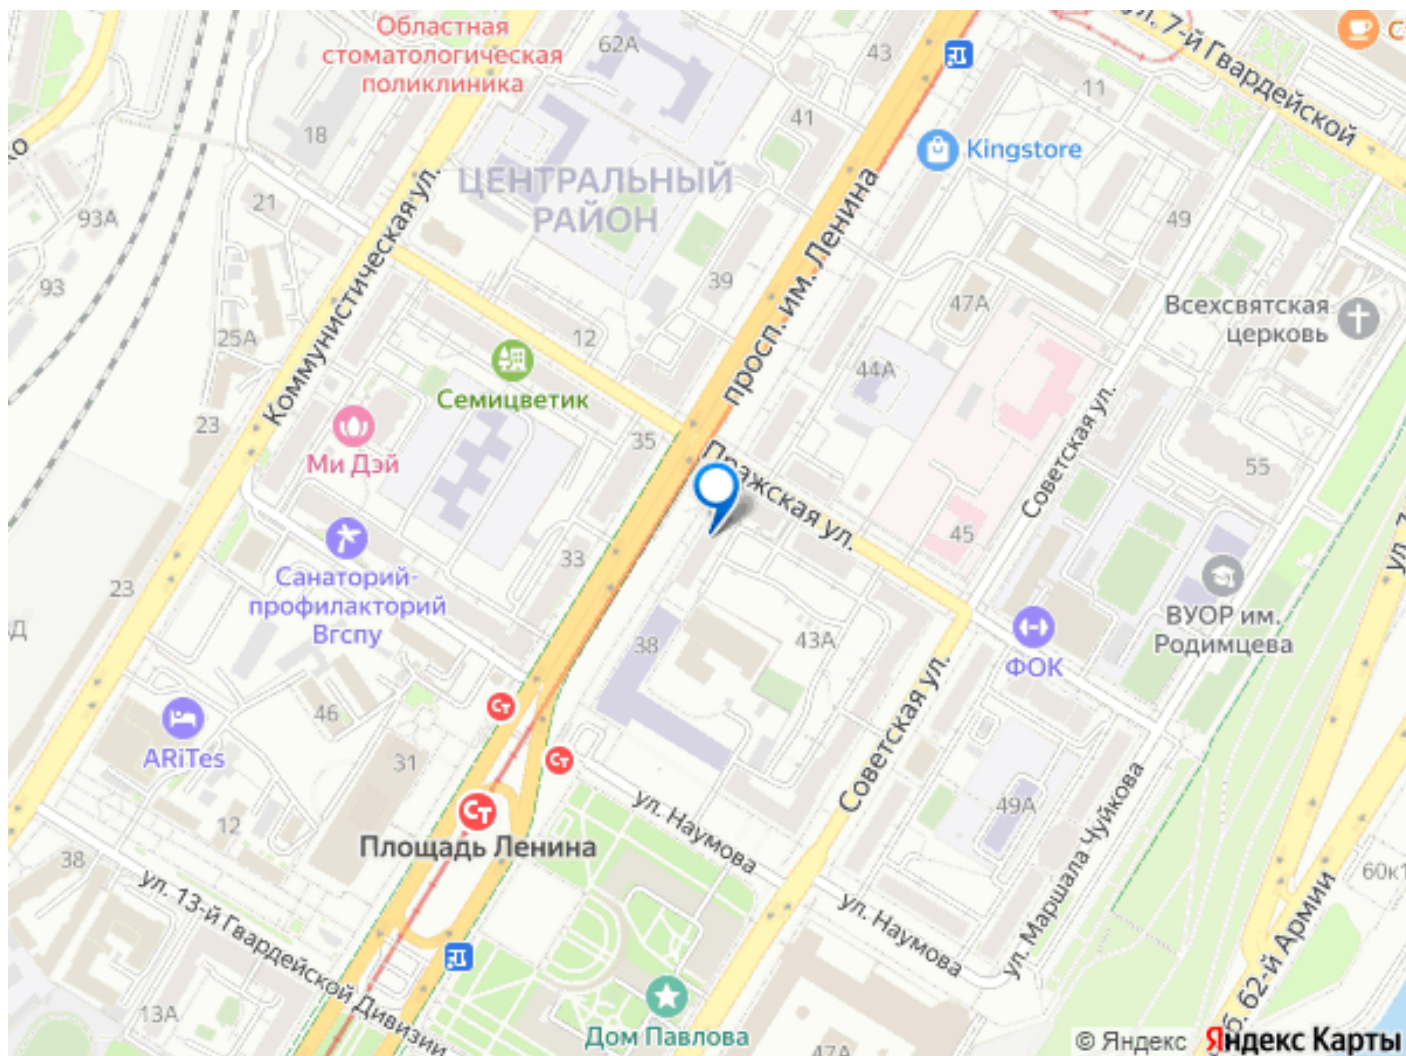 Областная
стоматологическая
поликлиника
62А
43
ул. 7-й Гвардейской
11
18
41
Kingstore
ЦЕНТРАЛЬНЫЙ
РАЙОН
21
93А
49
Коммунистическая ул.
просп. им. Ленина
93
39
47А
Всехсвятская
церковь
25А
12
44А
Семицветик
23
35
Ми Дэй
Пражская ул.
Советская ул.
55
45
33
Санаторий-
профилакторий
Вгспу
23
38
43А
ВУОР им.
Родимцева
ФОК
46
ARiTes
31
Советская ул.
49А
12
Площадь Ленина
ул. Наумова
ул. Маршала Чуйкова
38
60к1
ул. 13-й Гвардейской Дивизии
ул. Наумова
б. 62-й Армии
13А
Дом Павлова
47А
© Яндекс Яндекс Карты